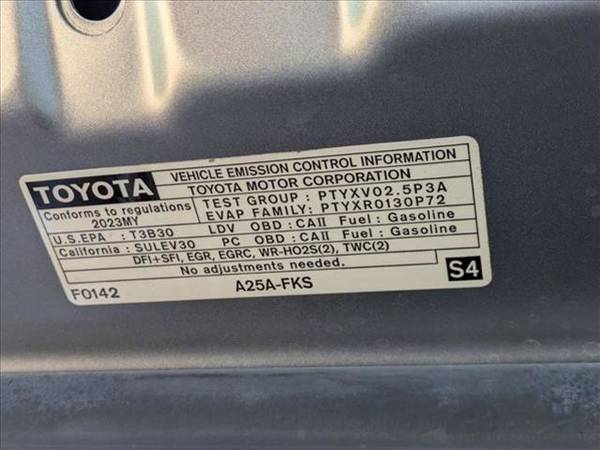 TOYOTA
VEHICLE EMISSION CONTROL INFORMATION
TOYOTA MOTOR CORPORATION
Conforms to regulations
2023MY
TEST GROUP : PTYXV02.5P3A
EVAP FAMILY: PTYXR0130P72
U.S.EPA : T3B30 LDV OBD : CAII Fuel : Gasoline
California : SULEV30 PC OBD : CAII Fuel : Gasoline
DFI+SFI, EGR, EGRC, WR-HO2S(2), TWC(2)
No adjustments needed.
F0142 A25A-FKS S4